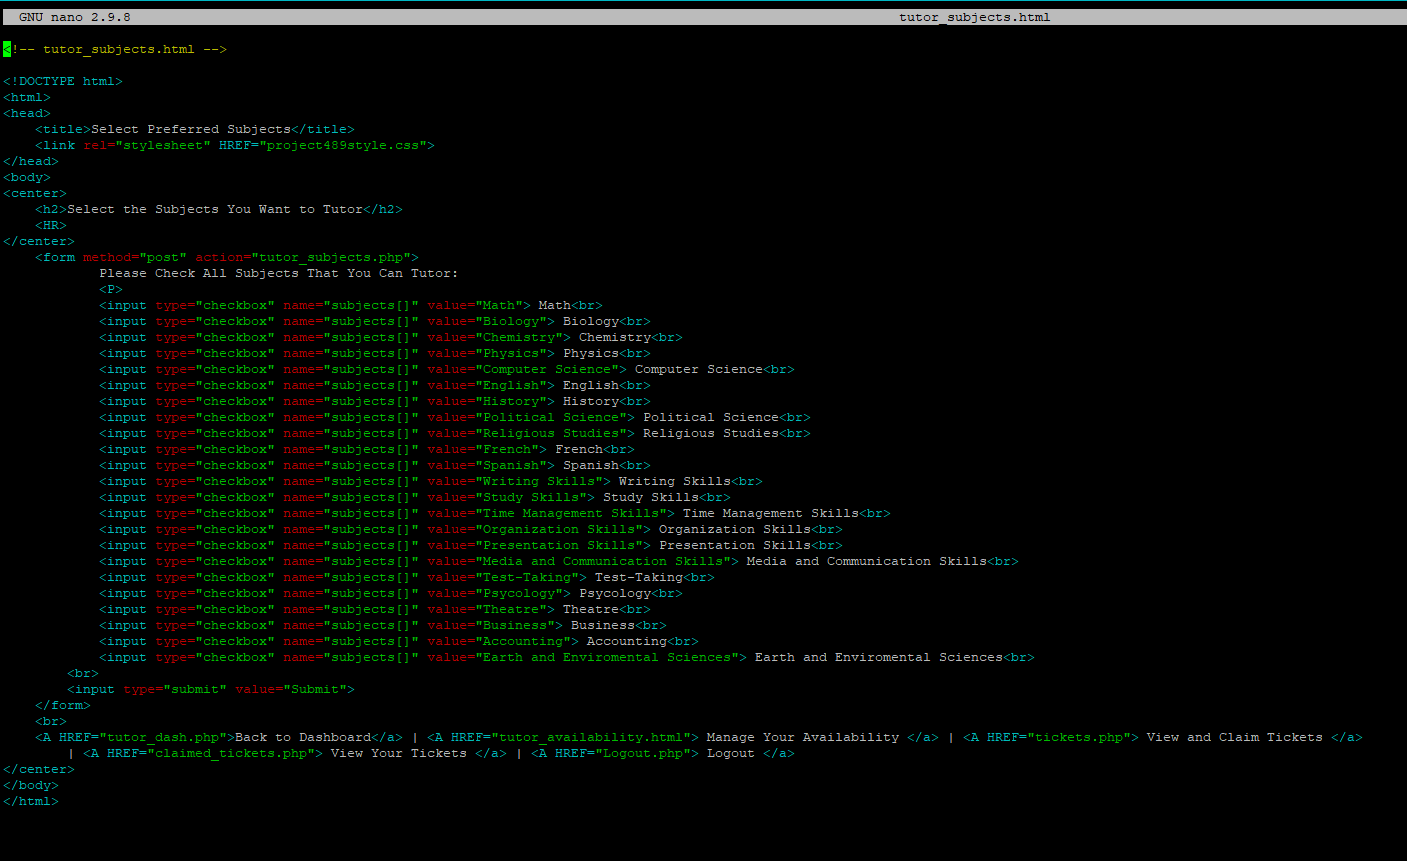 GNU nano 2.9.8 tutor_subjects.html
<!-- tutor_subjects.html -->
<!DOCTYPE html>
<html>
<head>
<title>Select Preferred Subjects</title>
<link rel="stylesheet" HREF="project489style.css">
</head>
<body>
<center>
<h2>Select the Subjects You Want to Tutor</h2>
<HR>
</center>
<form method="post" action="tutor_subjects.php">
Please Check All Subjects That You Can Tutor:
<P>
<input type="checkbox" name="subjects[]" value="Math"> Math<br>
<input type="checkbox" name="subjects[]" value="Biology"> Biology<br>
<input type="checkbox" name="subjects[]" value="Chemistry"> Chemistry<br>
<input type="checkbox" name="subjects[]" value="Physics"> Physics<br>
<input type="checkbox" name="subjects[]" value="Computer Science"> Computer Science<br>
<input type="checkbox" name="subjects[]" value="English"> English<br>
<input type="checkbox" name="subjects[]" value="History"> History<br>
<input type="checkbox" name="subjects[]" value="Political Science"> Political Science<br>
<input type="checkbox" name="subjects[]" value="Religious Studies"> Religious Studies<br>
<input type="checkbox" name="subjects[]" value="French"> French<br>
<input type="checkbox" name="subjects[]" value="Spanish"> Spanish<br>
<input type="checkbox" name="subjects[]" value="Writing Skills"> Writing Skills<br>
<input type="checkbox" name="subjects[]" value="Study Skills"> Study Skills<br>
<input type="checkbox" name="subjects[]" value="Time Management Skills"> Time Management Skills<br>
<input type="checkbox" name="subjects[]" value="Organization Skills"> Organization Skills<br>
<input type="checkbox" name="subjects[]" value="Presentation Skills"> Presentation Skills<br>
<input type="checkbox" name="subjects[]" value="Media and Communication Skills"> Media and Communication Skills<br>
<input type="checkbox" name="subjects[]" value="Test-Taking"> Test-Taking<br>
<input type="checkbox" name="subjects[]" value="Psycology"> Psycology<br>
<input type="checkbox" name="subjects[]" value="Theatre"> Theatre<br>
<input type="checkbox" name="subjects[]" value="Business"> Business<br>
<input type="checkbox" name="subjects[]" value="Accounting"> Accounting<br>
<input type="checkbox" name="subjects[]" value="Earth and Enviromental Sciences"> Earth and Enviromental Sciences<br>
<br>
<input type="submit" value="Submit">
</form>
<br>
<A HREF="tutor_dash.php">Back to Dashboard</a> | <A HREF="tutor_availability.html"> Manage Your Availability </a> | <A HREF="tickets.php"> View and Claim Tickets </a>
| <A HREF="claimed_tickets.php"> View Your Tickets </a> | <A HREF="Logout.php"> Logout </a>
</center>
</body>
</html>